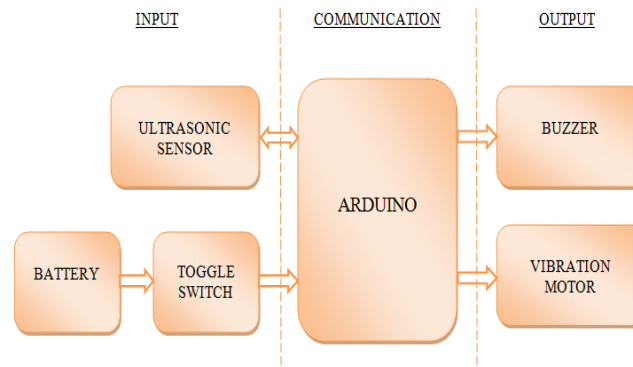 INPUT
COMMUNICATION
OUTPUT
ULTRASONIC
SENSOR
BUZZER
ARDUINO
BATTERY
TOGGLE
SWITCH
VIBRATION
MOTOR